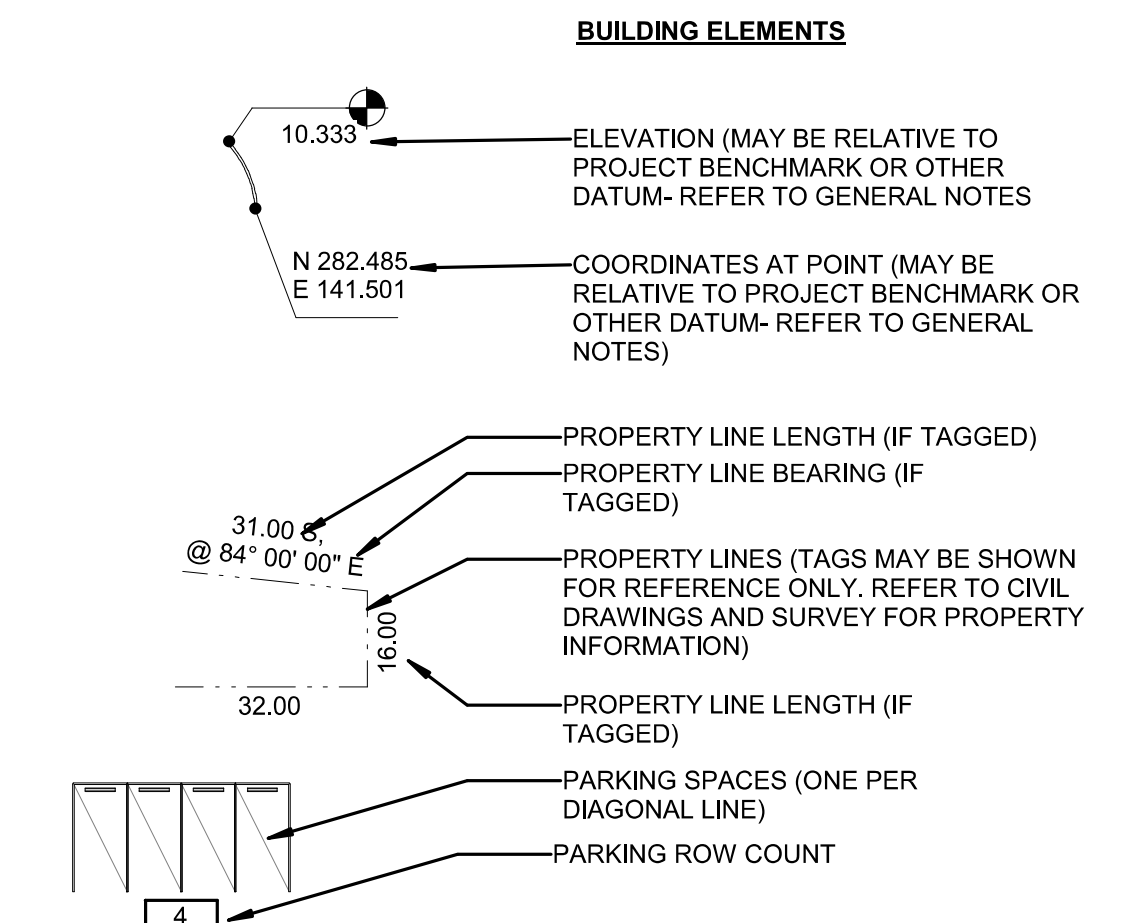 BUILDING ELEMENTS
10.333
ELEVATION (MAY BE RELATIVE TO
PROJECT BENCHMARK OR OTHER
DATUM- REFER TO GENERAL NOTES
N 282.485
E 141.501
COORDINATES AT POINT (MAY BE
RELATIVE TO PROJECT BENCHMARK OR
OTHER DATUM- REFER TO GENERAL
NOTES)
PROPERTY LINE LENGTH (IF TAGGED)
PROPERTY LINE BEARING (IF
TAGGED)
31.00 S,
@ 84° 00' 00" E
PROPERTY LINES (TAGS MAY BE SHOWN
FOR REFERENCE ONLY. REFER TO CIVIL
DRAWINGS AND SURVEY FOR PROPERTY
INFORMATION)
16.00
32.00
PROPERTY LINE LENGTH (IF
TAGGED)
PARKING SPACES (ONE PER
DIAGONAL LINE)
PARKING ROW COUNT
4